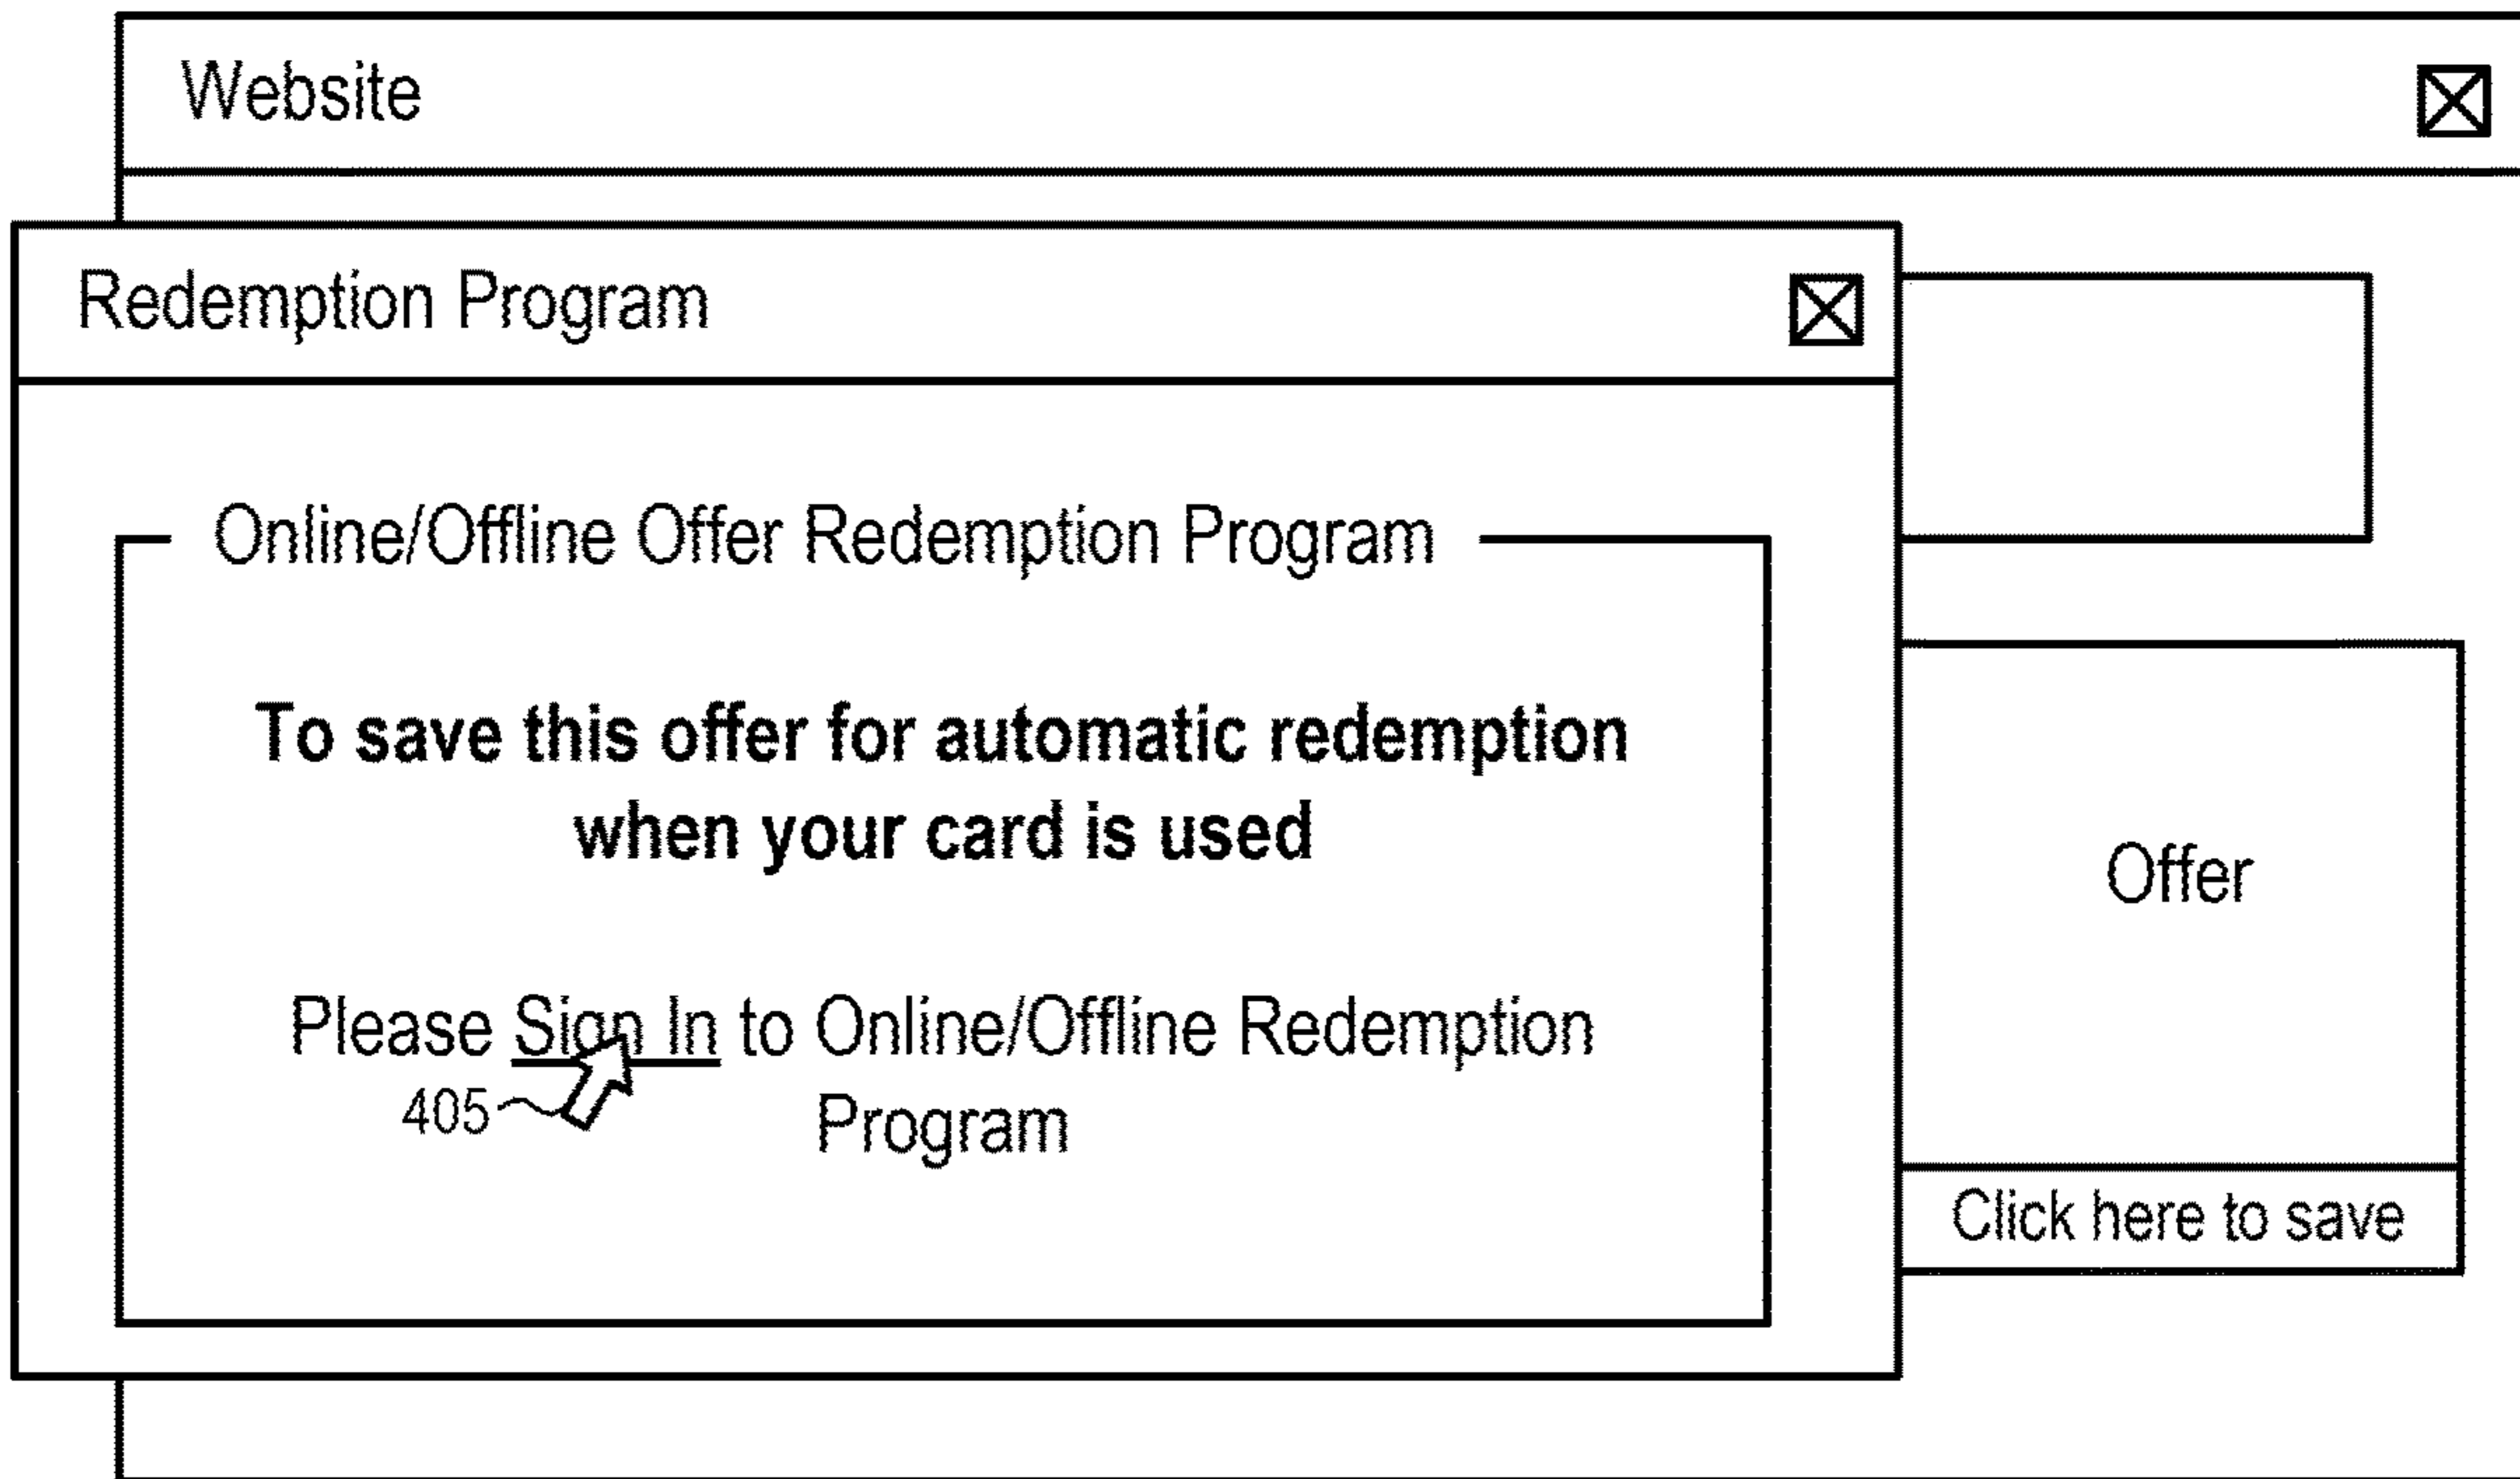 Website
Redemption Program
Online/Offline Offer Redemption Program
To save this offer for automatic redemption
when your card is used
Please Sign In to Online/Offline Redemption
Program
405
Offer
Click here to save